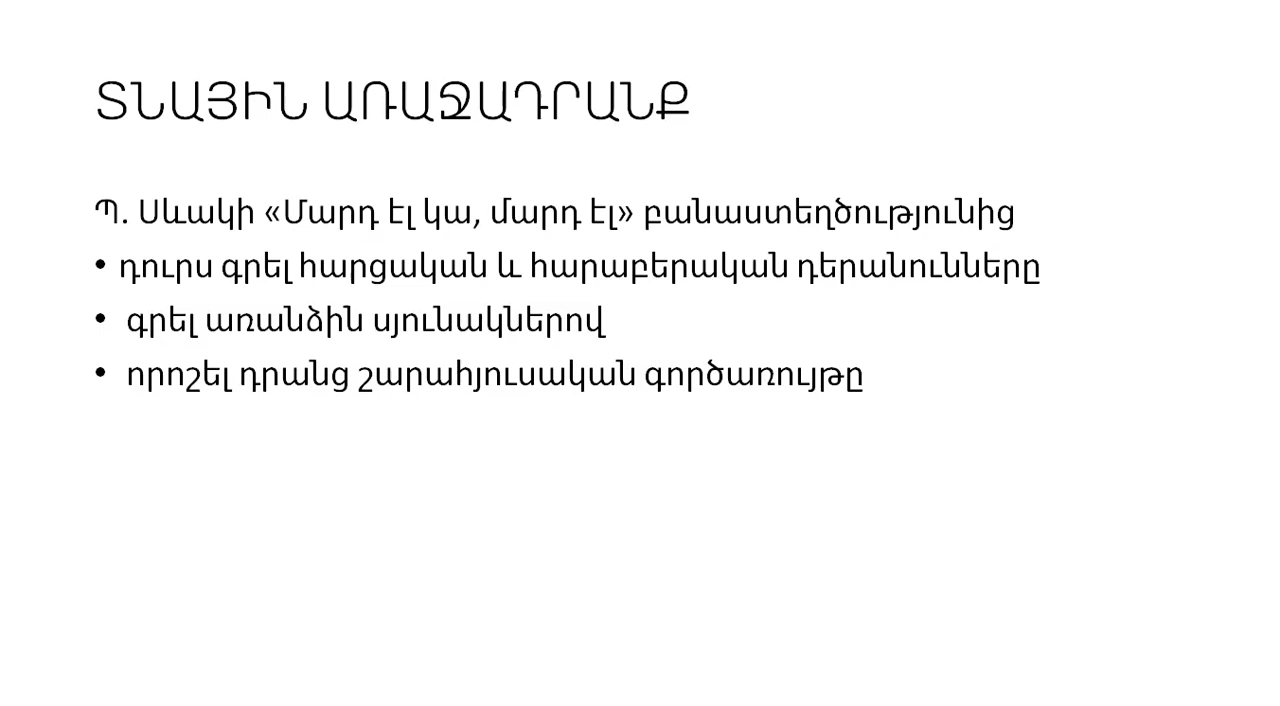 ՏՆԱՅԻՆ ԱՌԱՋԱԴՐԱՆՔ
Պ. Սևակի «Մարդ էլ կա, մարդ էլ» բանաստեղծությունից
• դուրս գրել հարցական և հարաբերական դերանունները
• գրել առանձին սյունակներով
• որոշել դրանց շարահյուսական գործառույթը